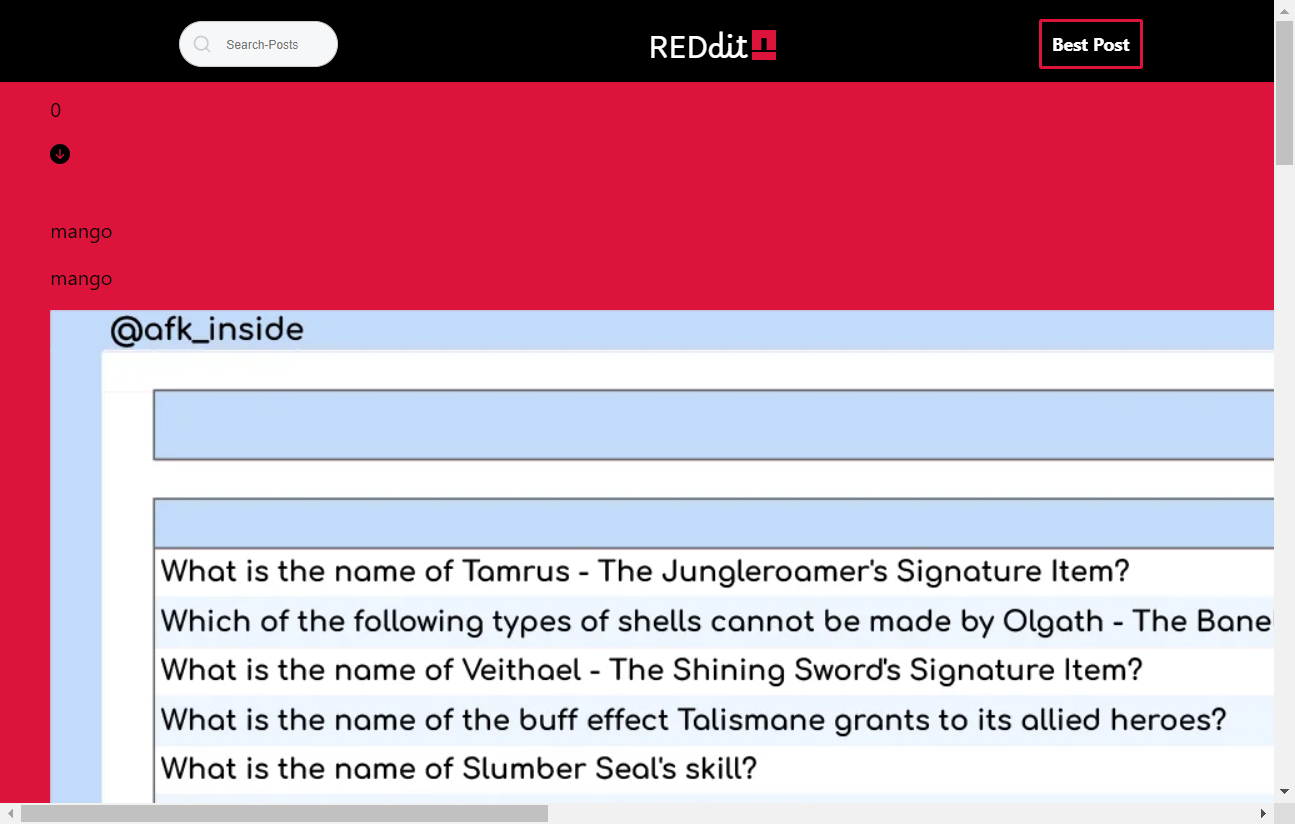 Search-Posts
REDdit
Best Post
0
mango
mango
@afk_inside
What is the name of Tamrus - The Jungleroamer's Signature Item?
Which of the following types of shells cannot be made by Olgath - The Bane
What is the name of Veithael - The Shining Sword's Signature Item?
What is the name of the buff effect Talismane grants to its allied heroes?
What is the name of Slumber Seal's skill?